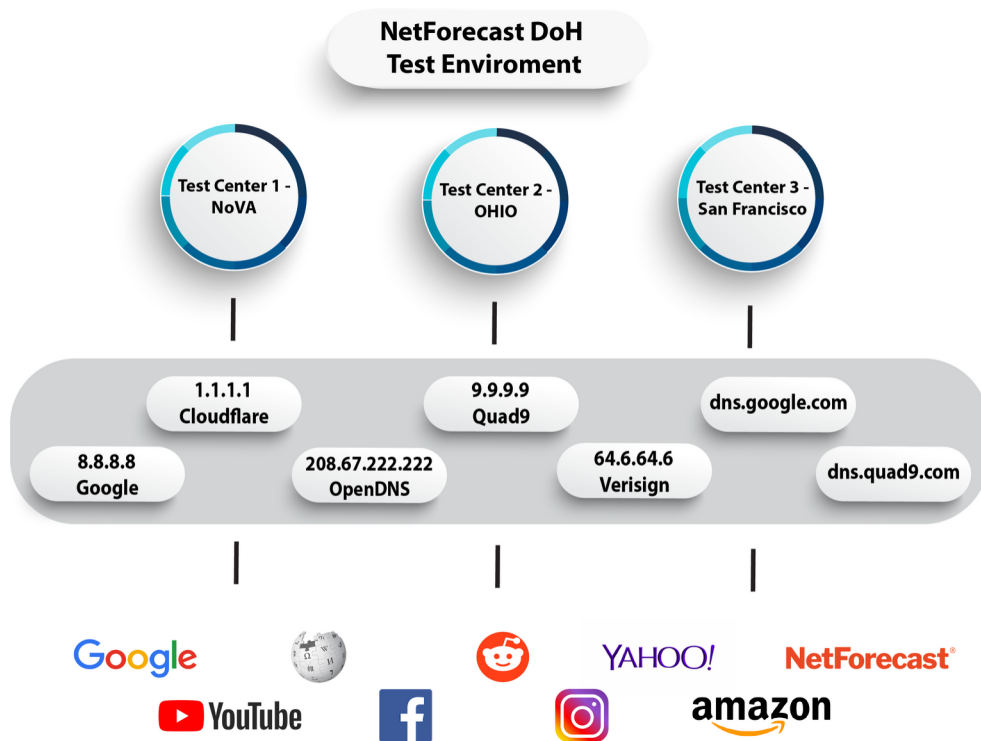 NetForecast DoH
Test Enviroment
Test Center 1 -
NoVA
Test Center 2 -
OHIO
Test Center 3 -
San Francisco
1.1.1.1
Cloudflare
9.9.9.9
Quad9
dns.google.com
8.8.8.8
Google
208.67.222.222
OpenDNS
64.6.64.6
Verisign
dns.quad9.com
Google
YAHOO!
NetForecast®
YouTube
f
amazon